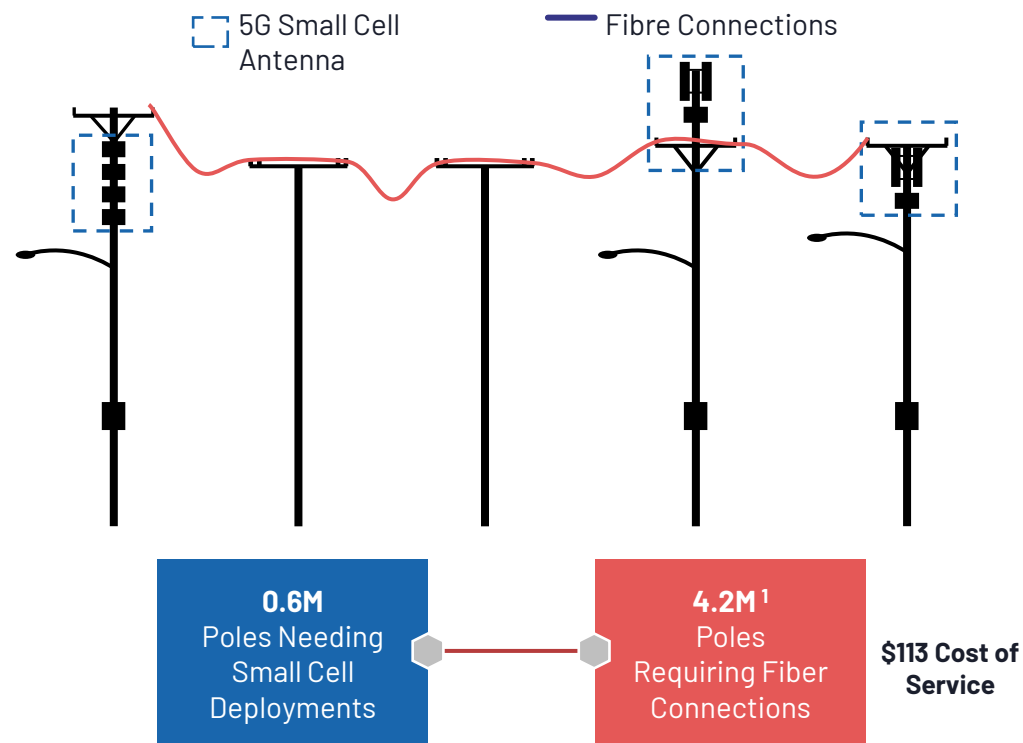 5G Small Cell
Antenna
Fibre Connections
0.6M
Poles Needing
Small Cell
Deployments
4.2M ¹
Poles
Requiring Fiber
Connections
$113 Cost of
Service